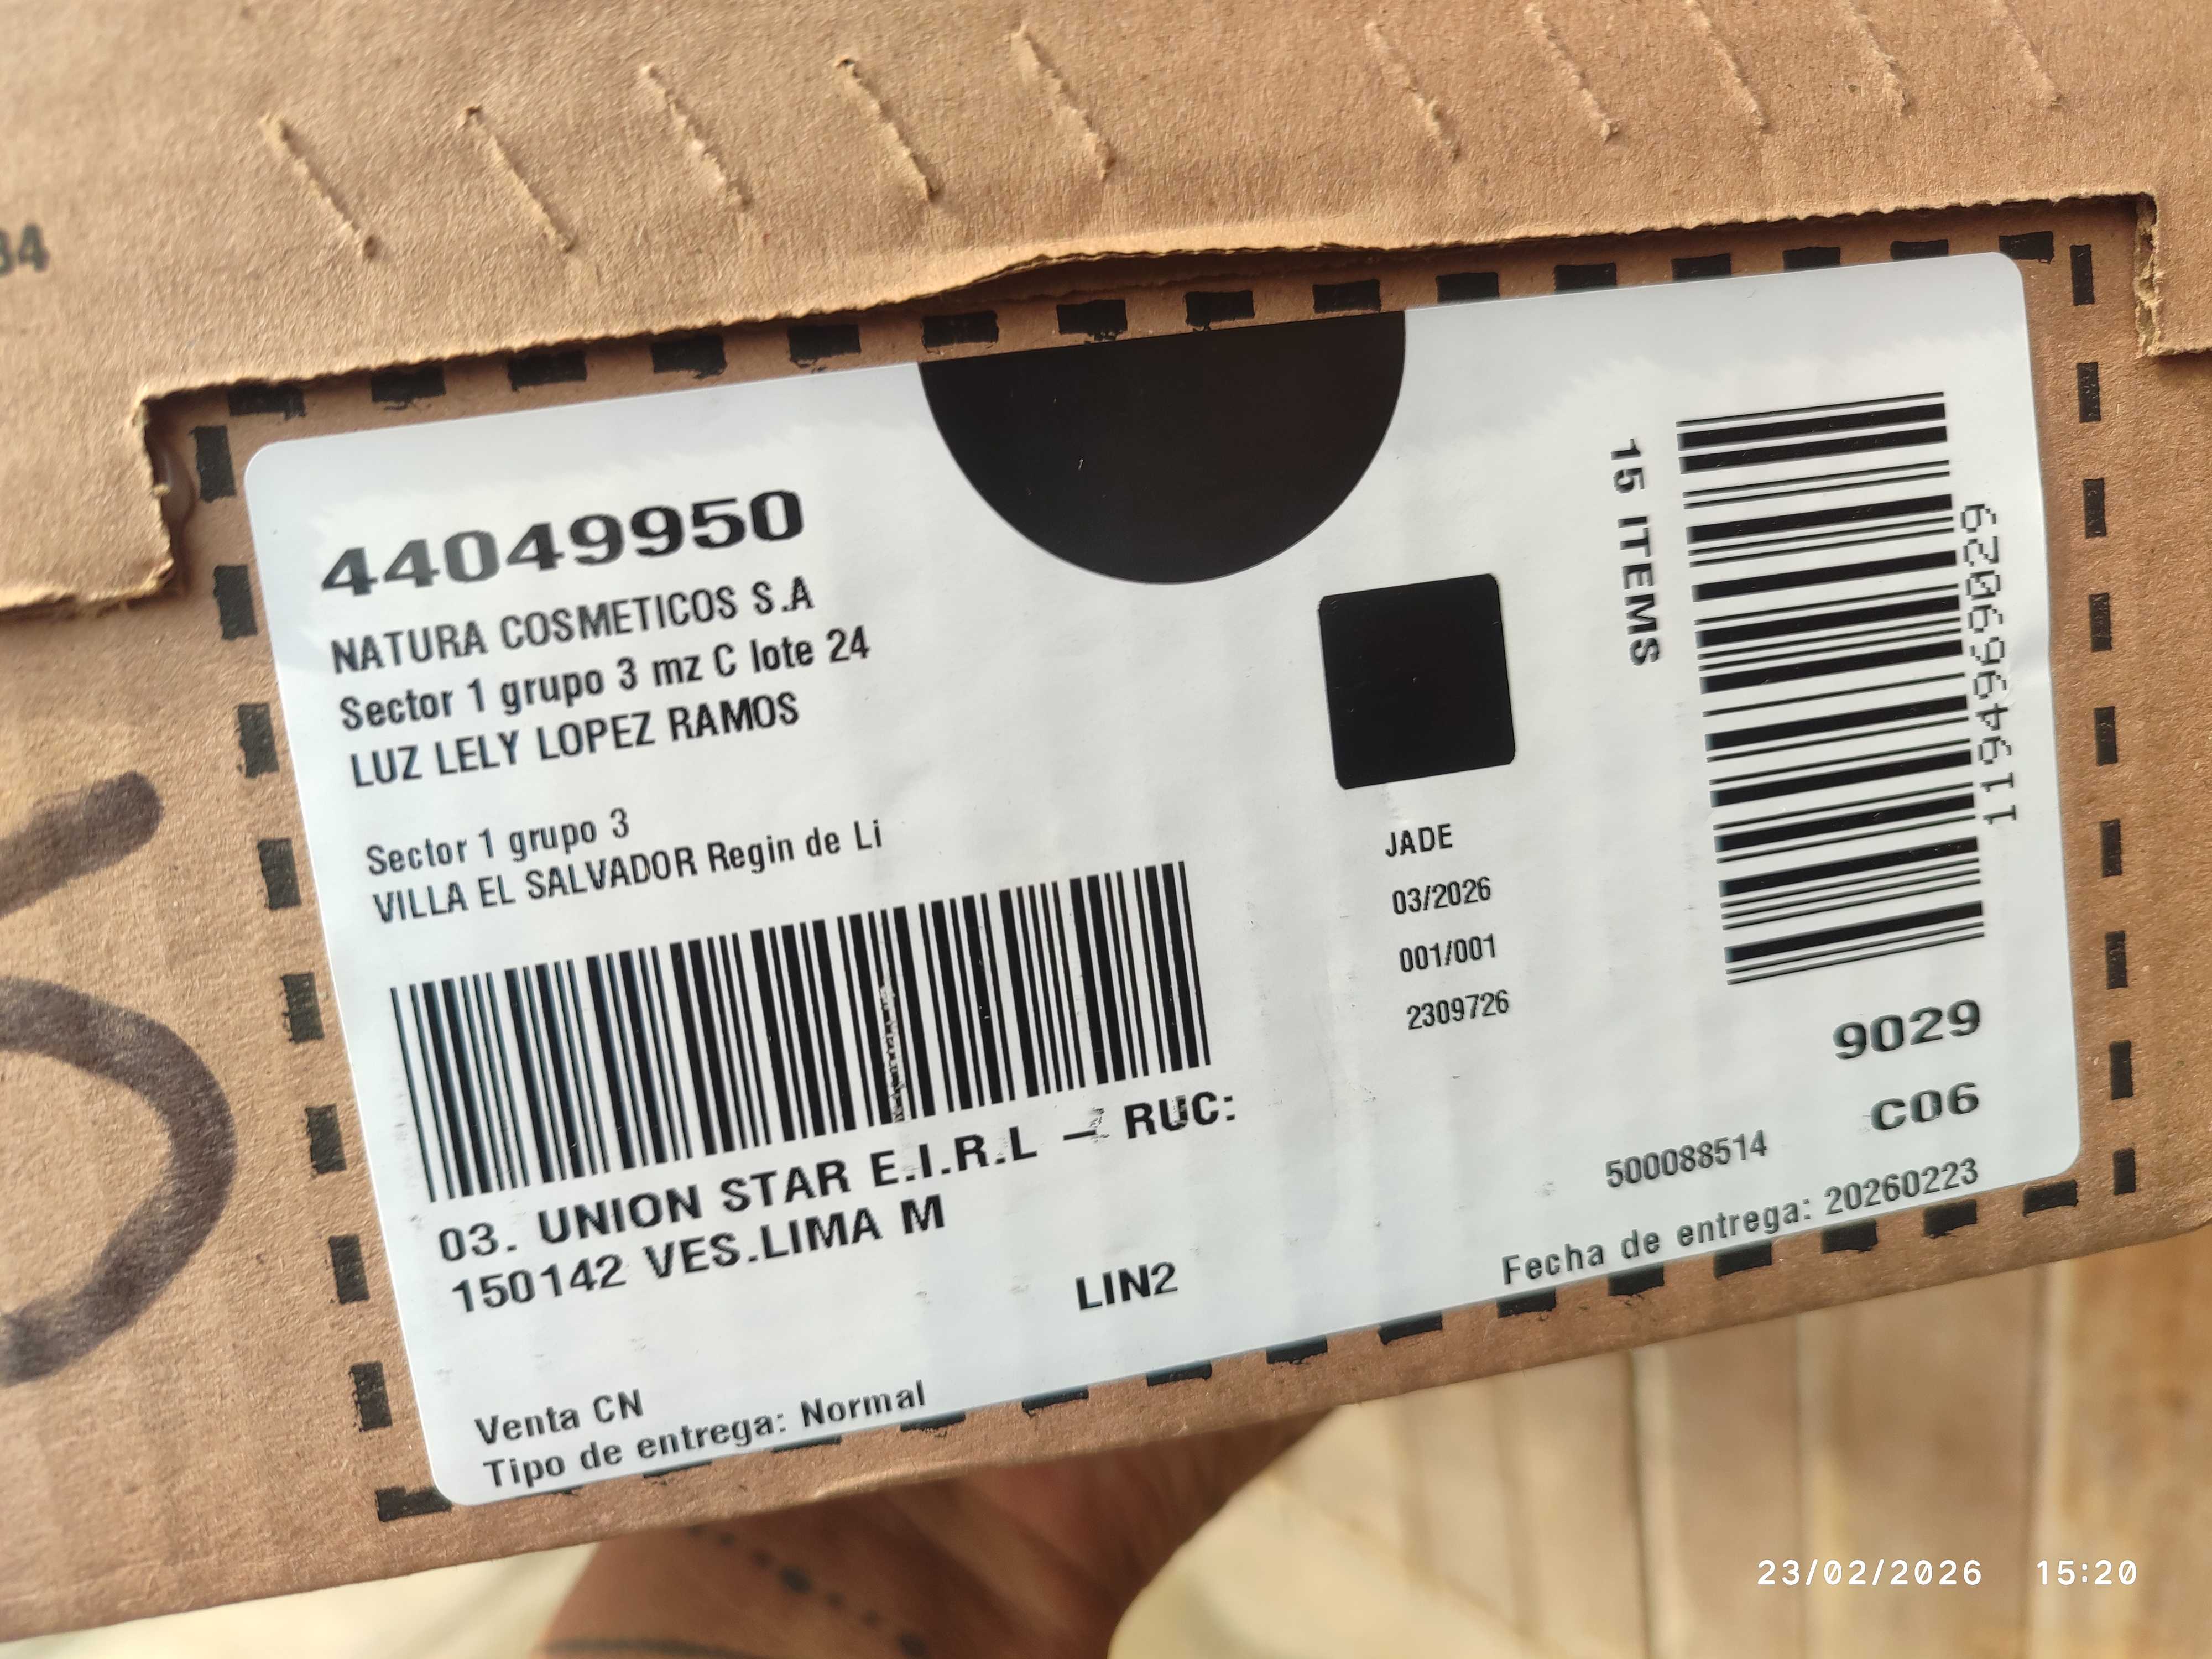 34
44049950
NATURA COSMETICOS S.A
Sector 1 grupo 3 mz C lote 24
LUZ LELY LOPEZ RAMOS
Sector 1 grupo 3
VILLA EL SALVADOR Regin de Li
03. UNION STAR E.I.R.L - RUC:
150142 VES.LIMA M
LIN2
Venta CN
Tipo de entrega: Normal
JADE
03/2026
001/001
2309726
15 ITEMS
1194969029
9029
C06
500088514
Fecha de entrega: 20260223
23/02/2026 15:20